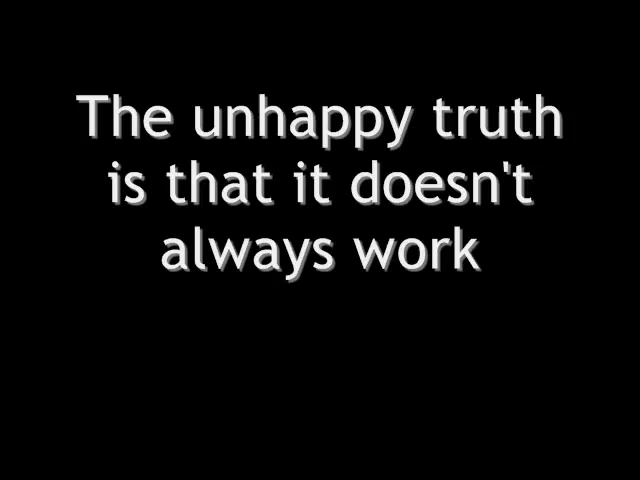 The unhappy truth
is that it doesn't
always work